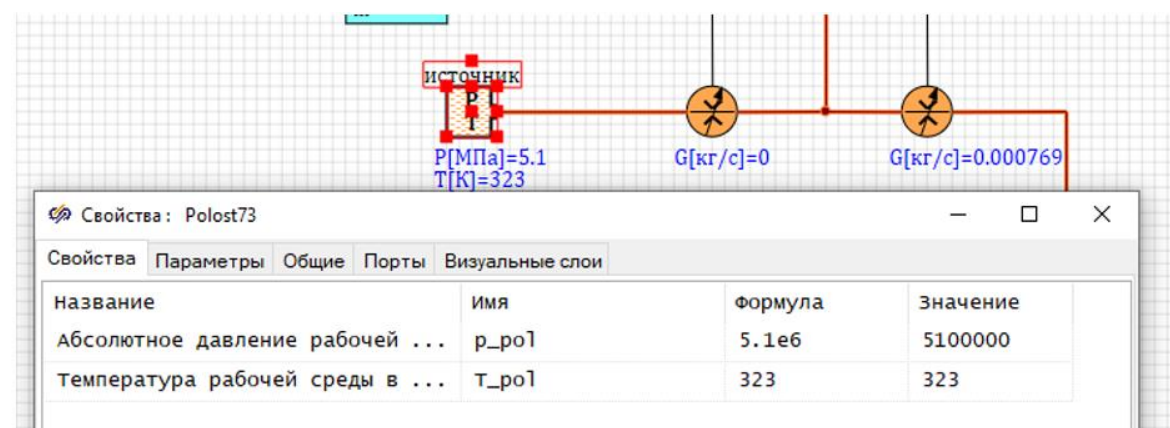 источник
P
T
P[МПа]=5.1
T[K]=323
G[кг/с]=0
G[кг/с]=0.000769
Свойства: Polost73
Свойства Параметры Общие Порты Визуальные слои
Название Имя Формула Значение
Абсолютное давление рабочей ... p_pol 5.1e6 5100000
Температура рабочей среды в ... T_pol 323 323